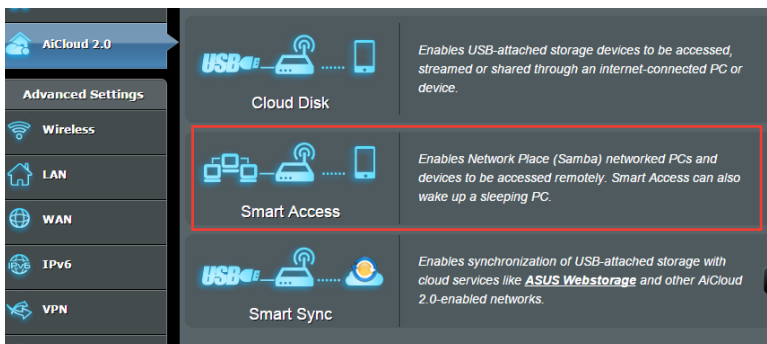 AiCloud 2.0
Advanced Settings
Wireless
LAN
WAN
IPv6
IPv6
VPN
USB
Cloud Disk
Enables USB-attached storage devices to be accessed,
streamed or shared through an internet-connected PC or
device.
Smart Access
Enables Network Place (Samba) networked PCs and
devices to be accessed remotely. Smart Access can also
wake up a sleeping PC.
USB
Smart Sync
Enables synchronization of USB-attached storage with
cloud services like ASUS Webstorage and other AiCloud
2.0-enabled networks.